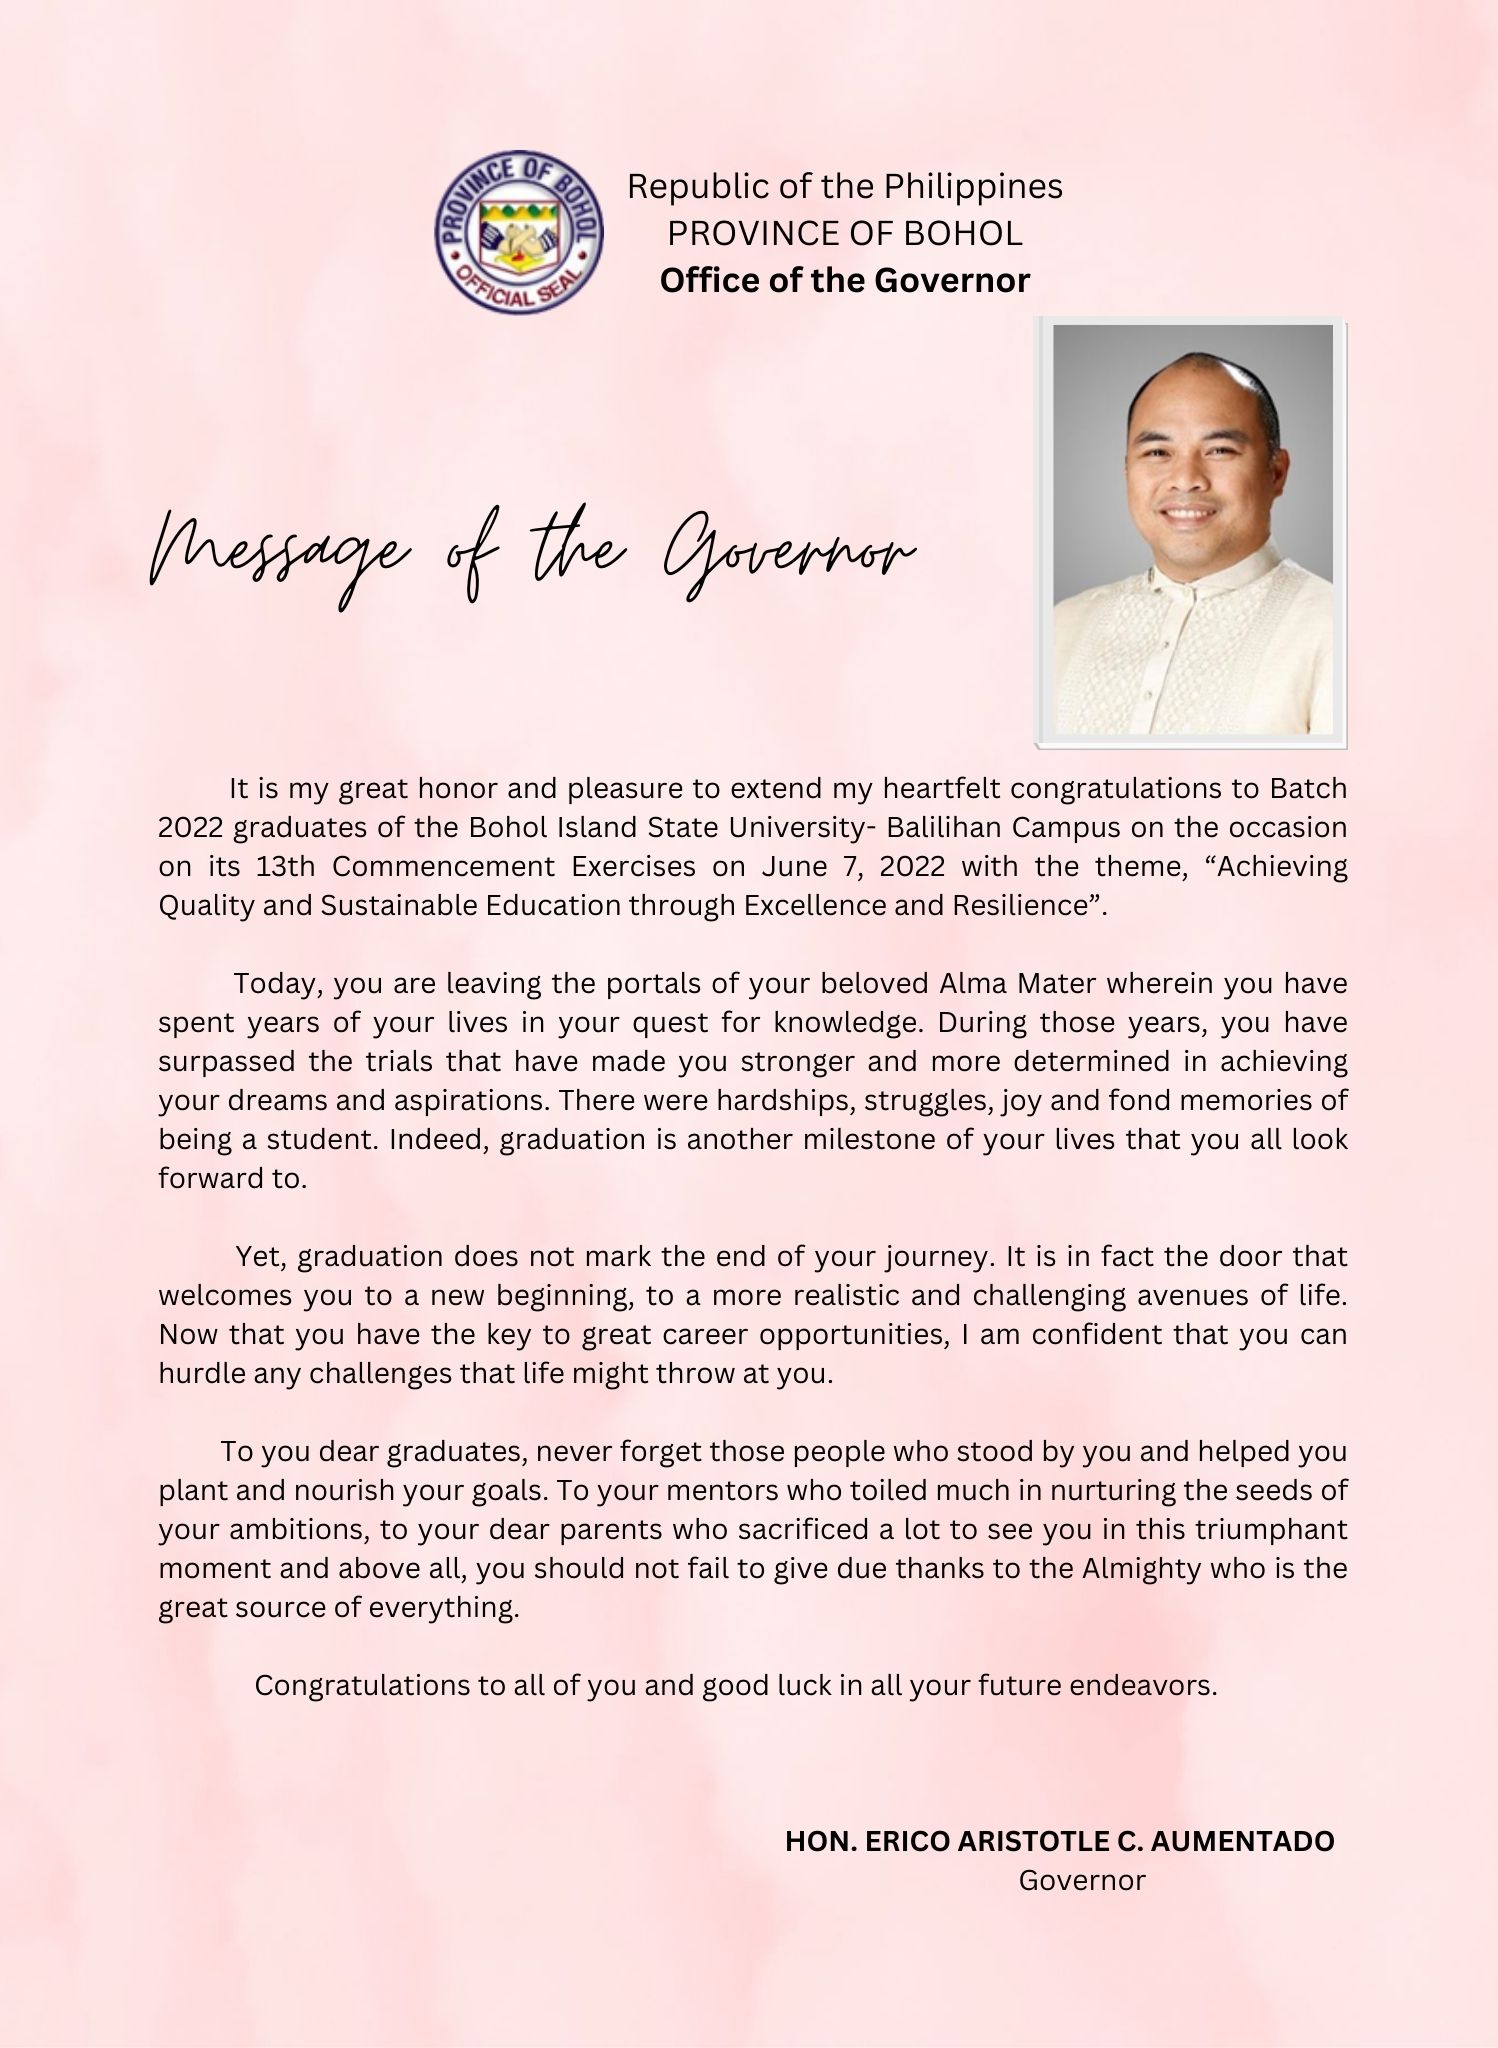 PROVINCE OF BOHOL
OFFICIAL SEAL
Republic of the Philippines
PROVINCE OF BOHOL
Office of the Governor
Message of the Governor
It is my great honor and pleasure to extend my heartfelt congratulations to Batch
2022 graduates of the Bohol Island State University- Balilihan Campus on the occasion
on its 13th Commencement Exercises on June 7, 2022 with the theme, “Achieving
Quality and Sustainable Education through Excellence and Resilience”.
Today, you are leaving the portals of your beloved Alma Mater wherein you have
spent years of your lives in your quest for knowledge. During those years, you have
surpassed the trials that have made you stronger and more determined in achieving
your dreams and aspirations. There were hardships, struggles, joy and fond memories of
being a student. Indeed, graduation is another milestone of your lives that you all look
forward to.
Yet, graduation does not mark the end of your journey. It is in fact the door that
welcomes you to a new beginning, to a more realistic and challenging avenues of life.
Now that you have the key to great career opportunities, I am confident that you can
hurdle any challenges that life might throw at you.
To you dear graduates, never forget those people who stood by you and helped you
plant and nourish your goals. To your mentors who toiled much in nurturing the seeds of
your ambitions, to your dear parents who sacrificed a lot to see you in this triumphant
moment and above all, you should not fail to give due thanks to the Almighty who is the
great source of everything.
Congratulations to all of you and good luck in all your future endeavors.
HON. ERICO ARISTOTLE C. AUMENTADO
Governor